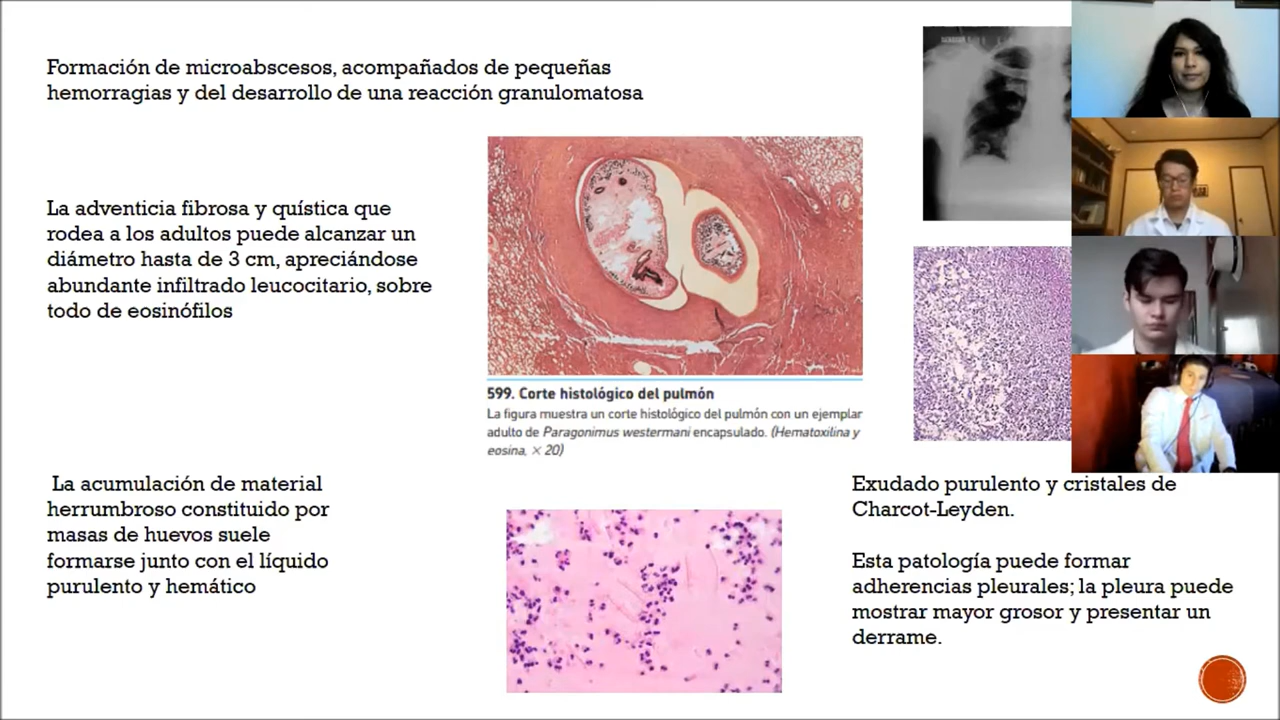 Formación de microabscesos, acompañados de pequeñas
hemorragias y del desarrollo de una reacción granulomatosa
La adventicia fibrosa y quística que
rodea a los adultos puede alcanzar un
diámetro hasta de 3 cm, apreciándose
abundante infiltrado leucocitario, sobre
todo de eosinófilos
599. Corte histológico del pulmón
La figura muestra un corte histológico del pulmón con un ejemplar
adulto de Paragonimus westermani encapsulado. (Hematoxilina y
eosina, × 20)
La acumulación de material
herrumbroso constituido por
masas de huevos suele
formarse junto con el líquido
purulento y hemático
Exudado purulento y cristales de
Charcot-Leyden.
Esta patología puede formar
adherencias pleurales; la pleura puede
mostrar mayor grosor y presentar un
derrame.